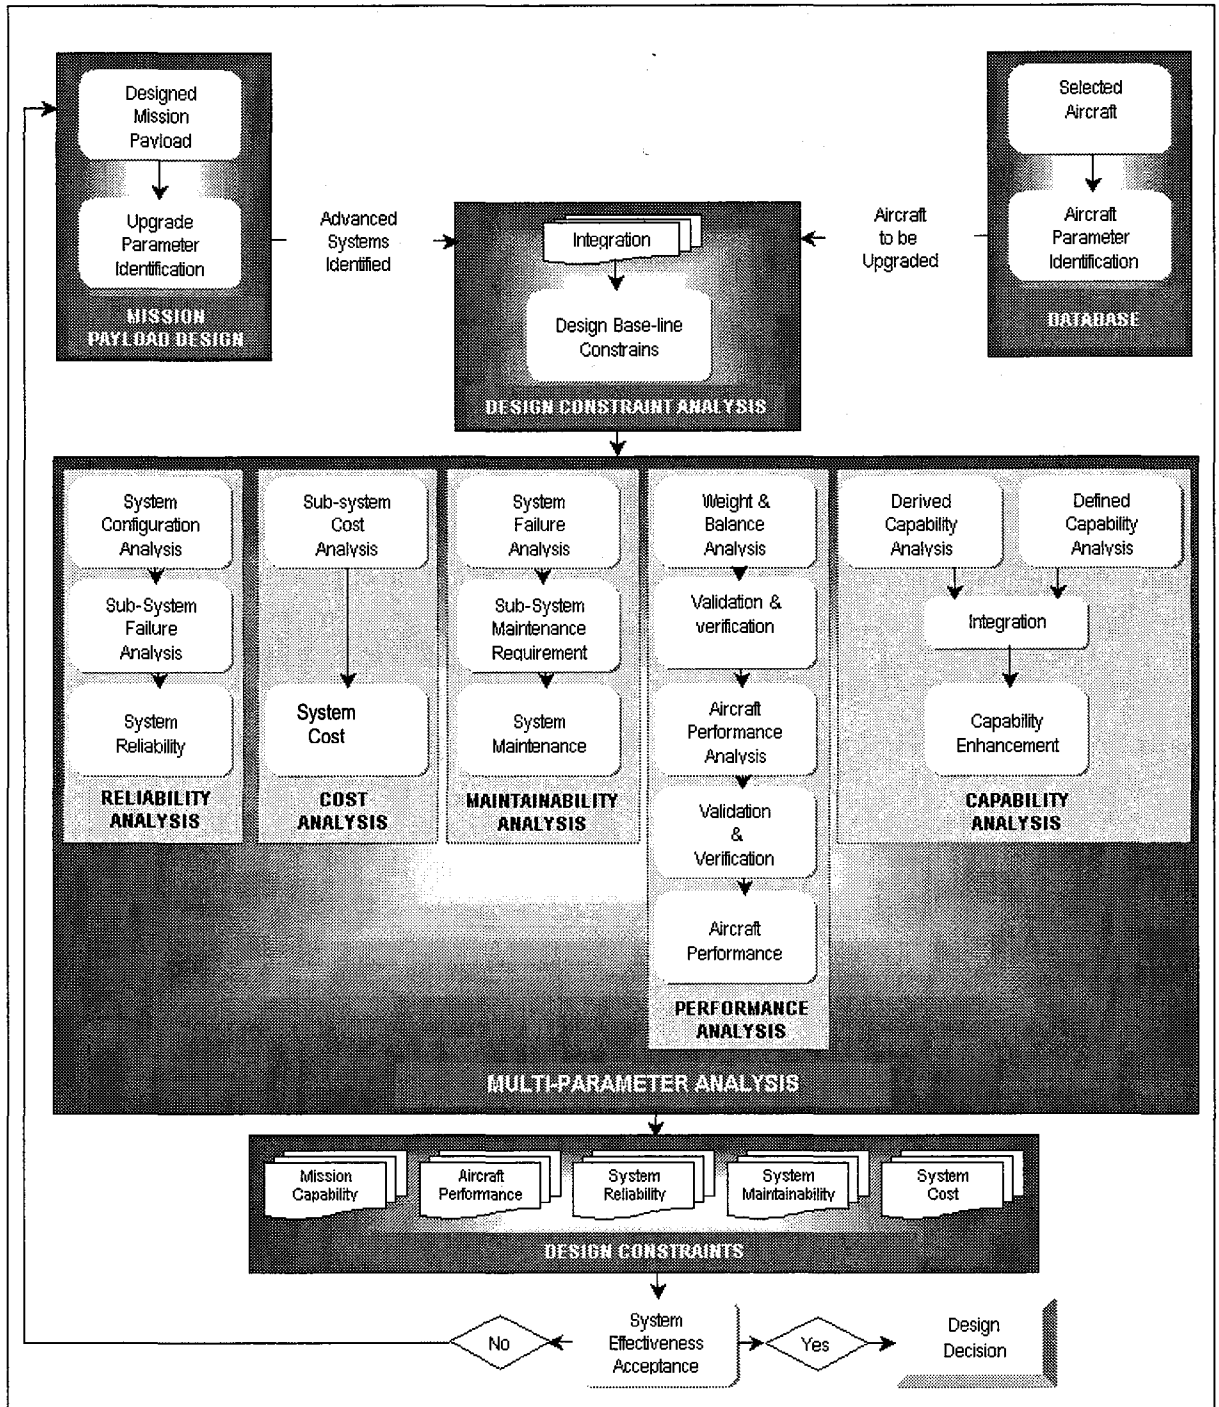 Designed
Mission
Payload
Upgrade
Parameter
Identification
MISSION
PAYLOAD DESIGN
Advanced
Systems
Identified
Integration
Design Base-line
Constrains
DESIGN CONSTRAINT ANALYSIS
Aircraft
to be
Upgraded
Selected
Aircraft
Aircraft
Parameter
Identification
DATABASE
System
Configuration
Analysis
Sub-System
Failure
Analysis
System
Reliability
RELIABILITY
ANALYSIS
Sub-system
Cost
Analysis
System
Cost
COST
ANALYSIS
System
Failure
Analysis
Sub-System
Maintenance
Requirement
System
Maintenance
MAINTAINABILITY
ANALYSIS
Weight &
Balance
Analysis
Validation &
verification
Aircraft
Performance
Analysis
Validation
&
Verification
Aircraft
Performance
PERFORMANCE
ANALYSIS
Derived
Capability
Analysis
Defined
Capability
Analysis
Integration
Capability
Enhancement
CAPABILITY
ANALYSIS
MULTI-PARAMETER ANALYSIS
Mission
Capability
Aircraft
Performance
System
Reliability
System
Maintainability
System
Cost
DESIGN CONSTRAINTS
No
System
Effectiveness
Acceptance
Yes
Design
Decision